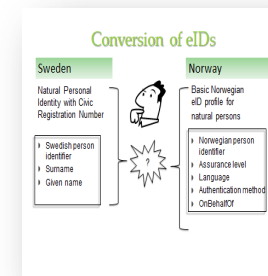 Conversion of eIDs
Sweden
Natural Personal
Identity with Civic
Registration Number
Swedish person
identifier
Surname
Given name
?
Norway
Basic Norwegian
eID profile for
natural persons
Norwegian person
identifier
Assurance level
Language
Authentication method
OnBehalfOf